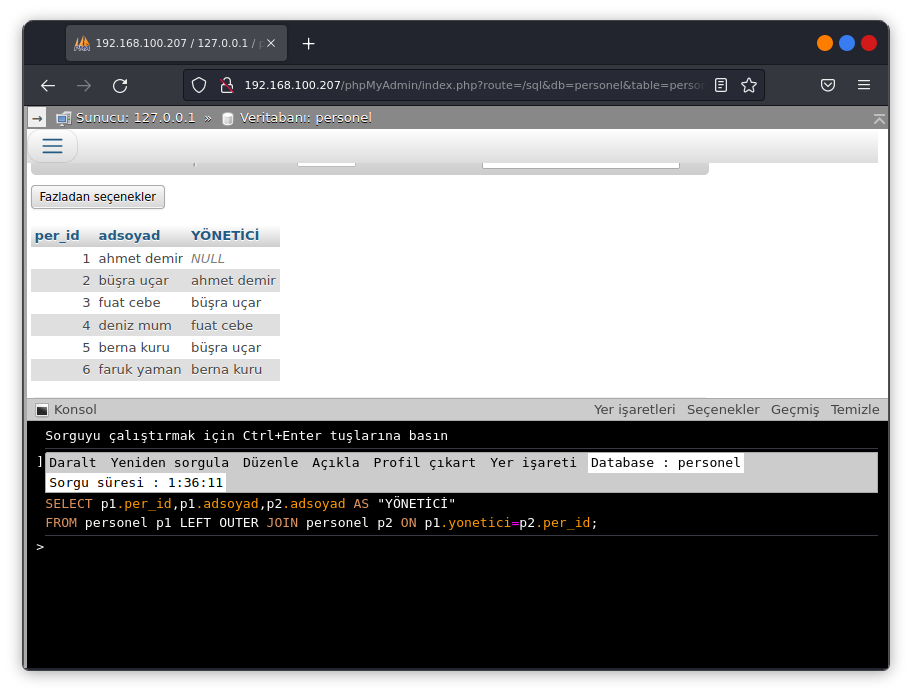 192.168.100.207 / 127.0.0.1 / p
192.168.100.207/phpMyAdmin/index.php?route=/sql&db=personel&table=perso
Sunucu: 127.0.0.1 » Veritabanı: personel
Fazladan seçenekler
per_id adsoyad YÖNETİCİ
1 ahmet demir NULL
2 büşra uçar ahmet demir
3 fuat cebe büşra uçar
4 deniz mum fuat cebe
5 berna kuru büşra uçar
6 faruk yaman berna kuru
Konsol Yer işaretleri Seçenekler Geçmiş Temizle
Sorguyu çalıştırmak için Ctrl+Enter tuşlarına basın
] Daralt Yeniden sorgula Düzenle Açıkla Profil çıkart Yer işareti Database : personel
Sorgu süresi : 1:36:11
SELECT p1.per_id,p1.adsoyad,p2.adsoyad AS "YÖNETİCİ"
FROM personel p1 LEFT OUTER JOIN personel p2 ON p1.yonetici=p2.per_id;
>